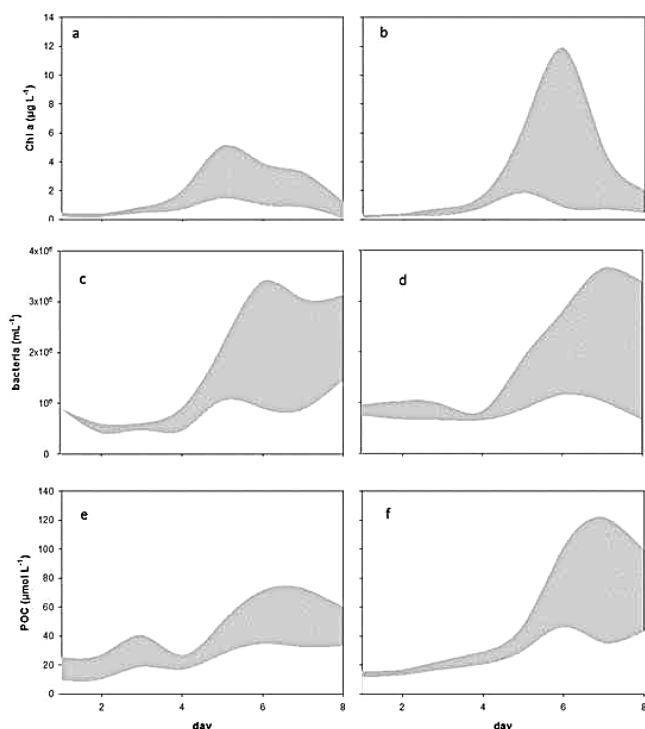 a
b
14
12
10
8
6
4
2
0
Chl a (µg L⁻¹)
c
d
4x10⁶
3x10⁶
2x10⁶
10⁶
0
bacteria (mL⁻¹)
e
f
140
120
100
80
60
40
20
0
POC (µmol L⁻¹)
2 4 6 8
2 4 6 8
day
day